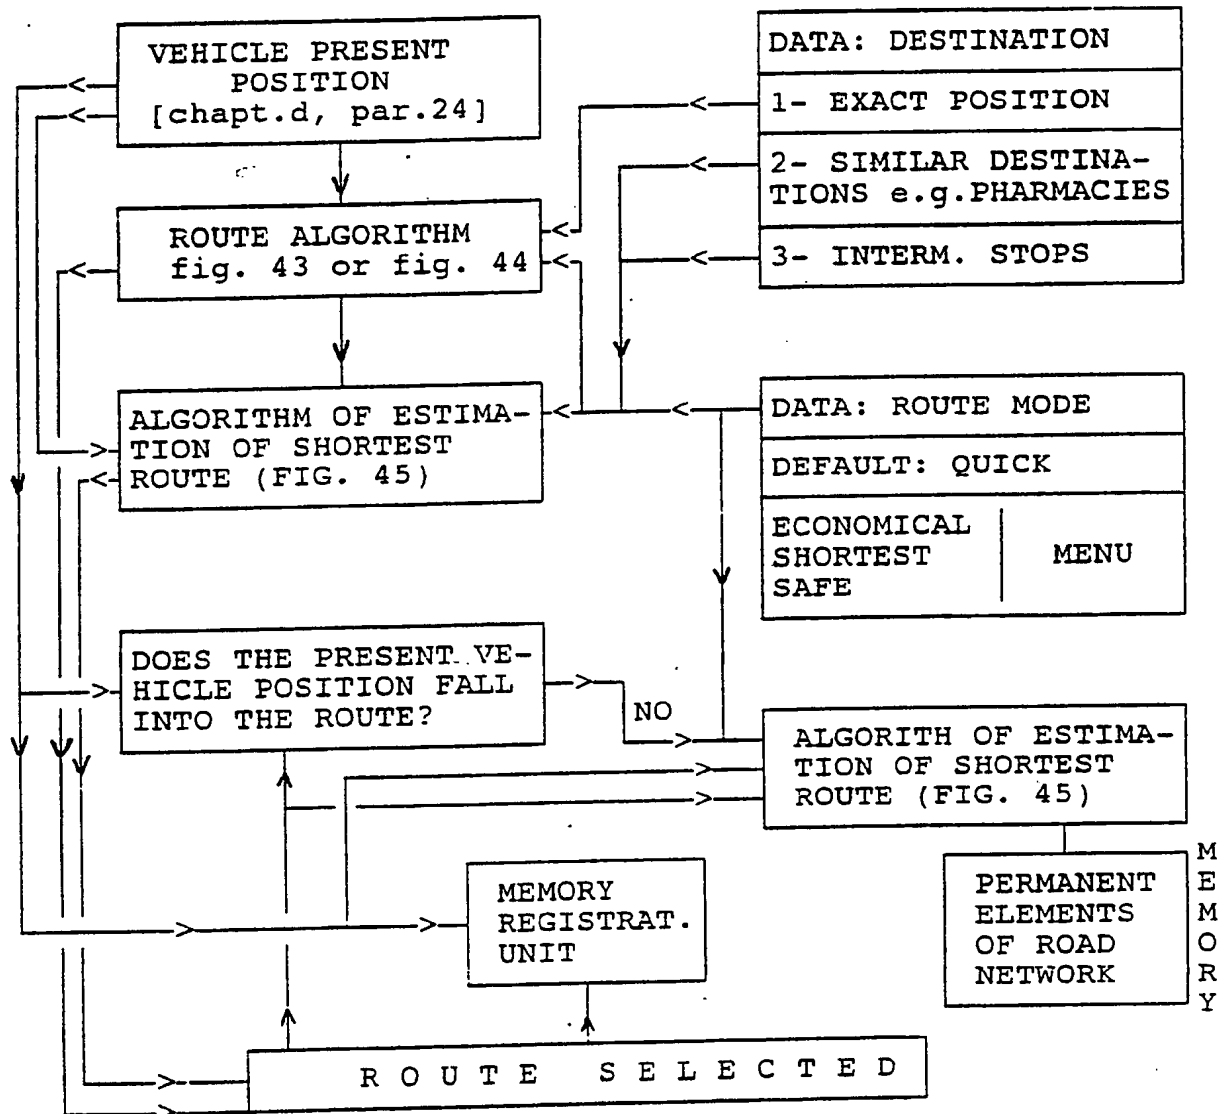 VEHICLE PRESENT
POSITION
[chapt.d, par.24]
DATA: DESTINATION
1- EXACT POSITION
2- SIMILAR DESTINA-
TIONS e.g.PHARMACIES
3- INTERM. STOPS
ROUTE ALGORITHM
fig. 43 or fig. 44
ALGORITHM OF ESTIMA-
TION OF SHORTEST
ROUTE (FIG. 45)
DATA: ROUTE MODE
DEFAULT: QUICK
ECONOMICAL
SHORTEST
SAFE
MENU
DOES THE PRESENT VE-
HICLE POSITION FALL
INTO THE ROUTE?
NO
ALGORITH OF ESTIMA-
TION OF SHORTEST
ROUTE (FIG. 45)
MEMORY
REGISTRAT.
UNIT
PERMANENT
ELEMENTS
OF ROAD
NETWORK
MEMORY
ROUTE SELECTED